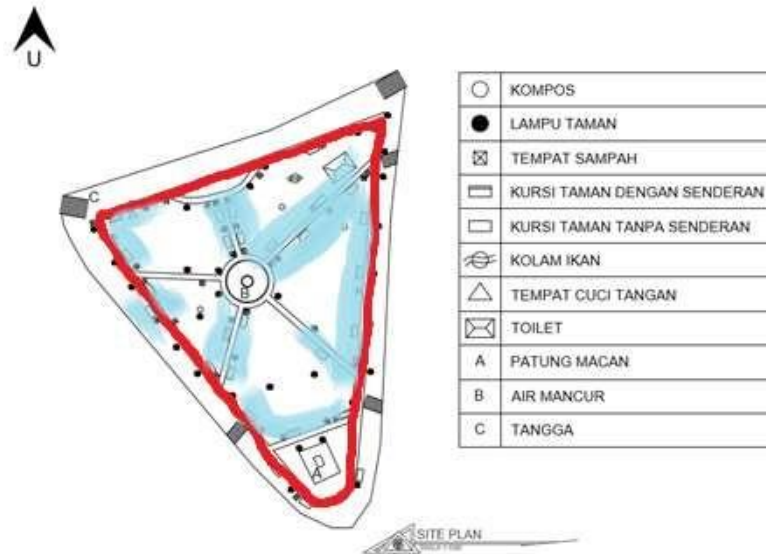 U
C
B
A
KOMPOS
LAMPU TAMAN
TEMPAT SAMPAH
KURSI TAMAN DENGAN SENDERAN
KURSI TAMAN TANPA SENDERAN
KOLAM IKAN
TEMPAT CUCI TANGAN
TOILET
A PATUNG MACAN
B AIR MANCUR
C TANGGA
SITE PLAN